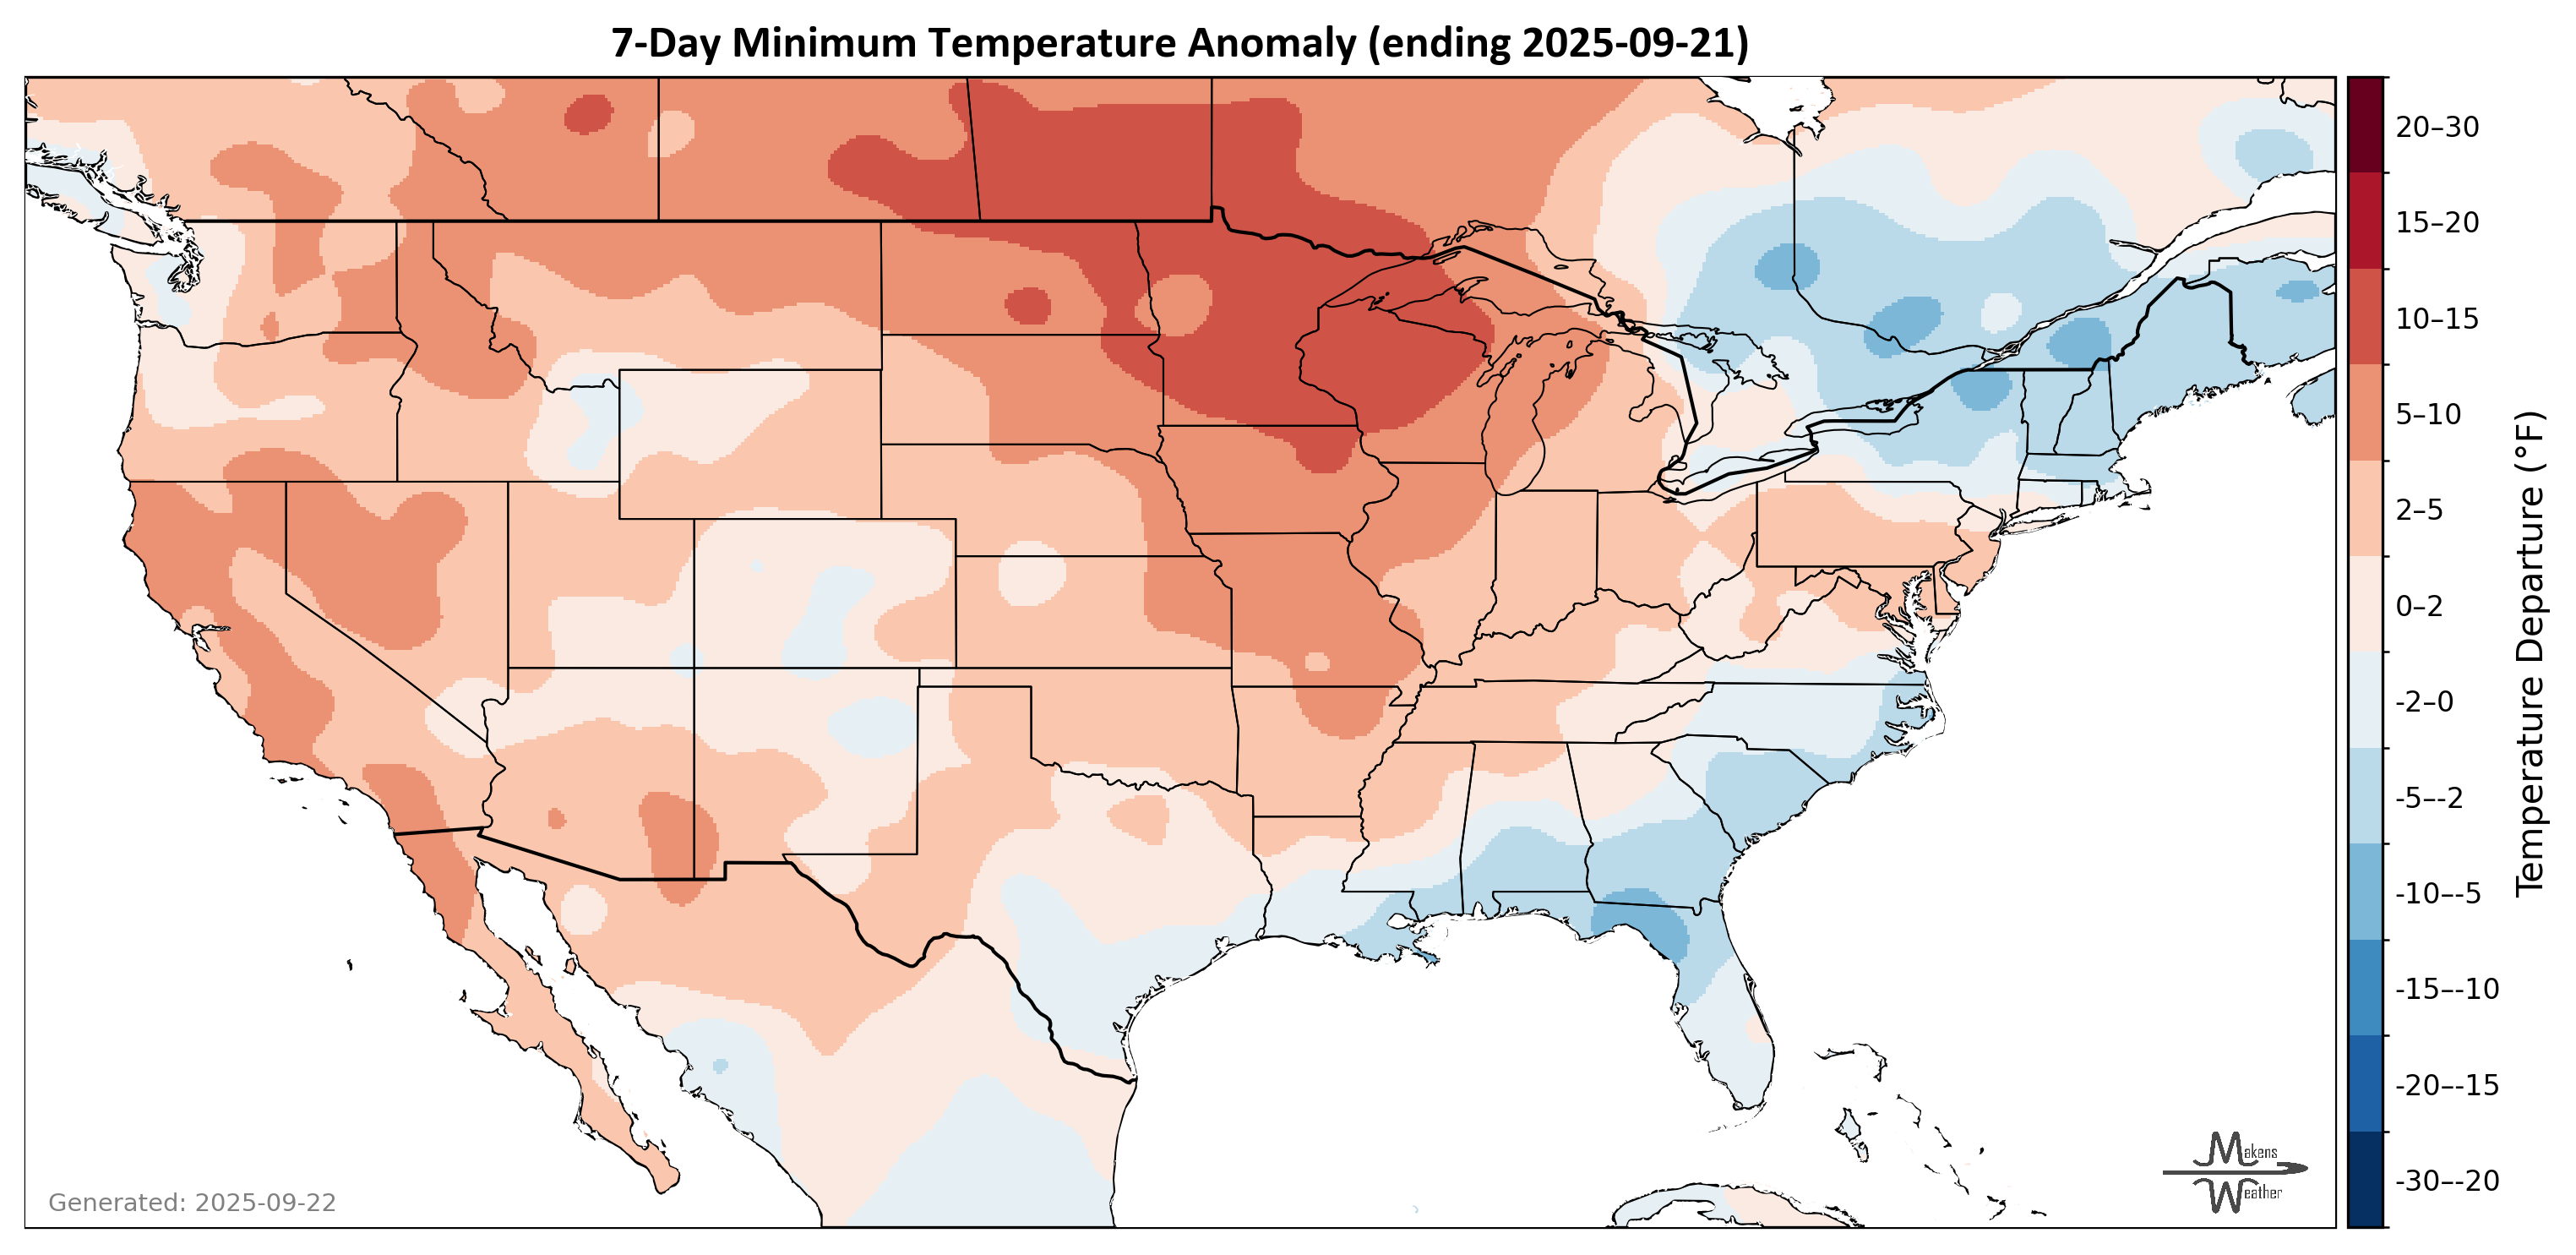 7-Day Minimum Temperature Anomaly (ending 2025-09-21)
20–30
15–20
10–15
5–10
2–5
0–2
-2–0
-5–-2
-10–-5
-15–-10
-20–-15
-30–-20
Temperature Departure (°F)
Generated: 2025-09-22
Makens
Weather